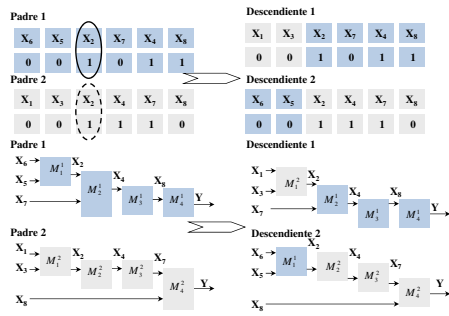 Padre 1
X₆ X₅ X₂ X₇ X₄ X₈
0 0 1 0 1 1
Padre 2
X₁ X₃ X₂ X₄ X₇ X₈
0 0 1 1 1 0
Descendiente 1
X₁ X₃ X₂ X₇ X₄ X₈
0 0 1 0 1 1
Descendiente 2
X₆ X₅ X₂ X₄ X₇ X₈
0 0 1 1 1 0
Padre 1
X₆
X₅
X₇
M₁¹
X₂
M₂¹
X₄
M₃¹
X₈
M₄¹
Y
Descendiente 1
X₁
X₃
X₇
M₁²
X₂
M₂¹
X₄
M₃¹
X₈
M₄¹
Y
Padre 2
X₁
X₃
X₈
M₁²
X₂
M₂²
X₄
M₃²
X₇
M₄²
Y
Descendiente 2
X₆
X₅
X₈
M₁¹
X₂
M₂²
X₄
M₃²
X₇
M₄²
Y